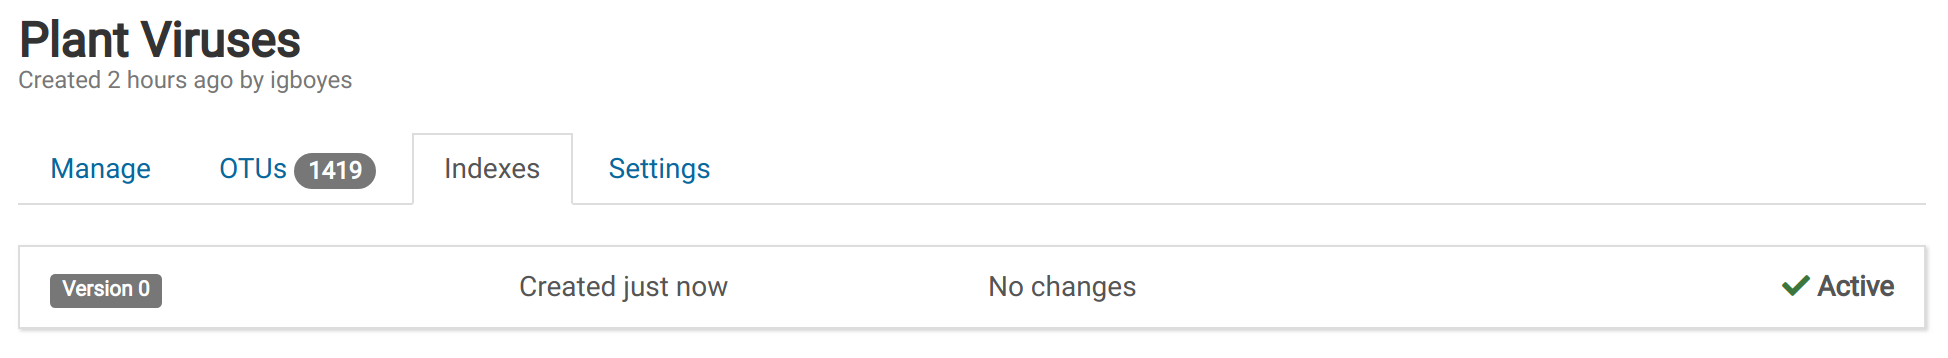 Plant Viruses
Created 2 hours ago by igboyes
Manage OTUs 1419 Indexes Settings
Version 0 Created just now No changes Active